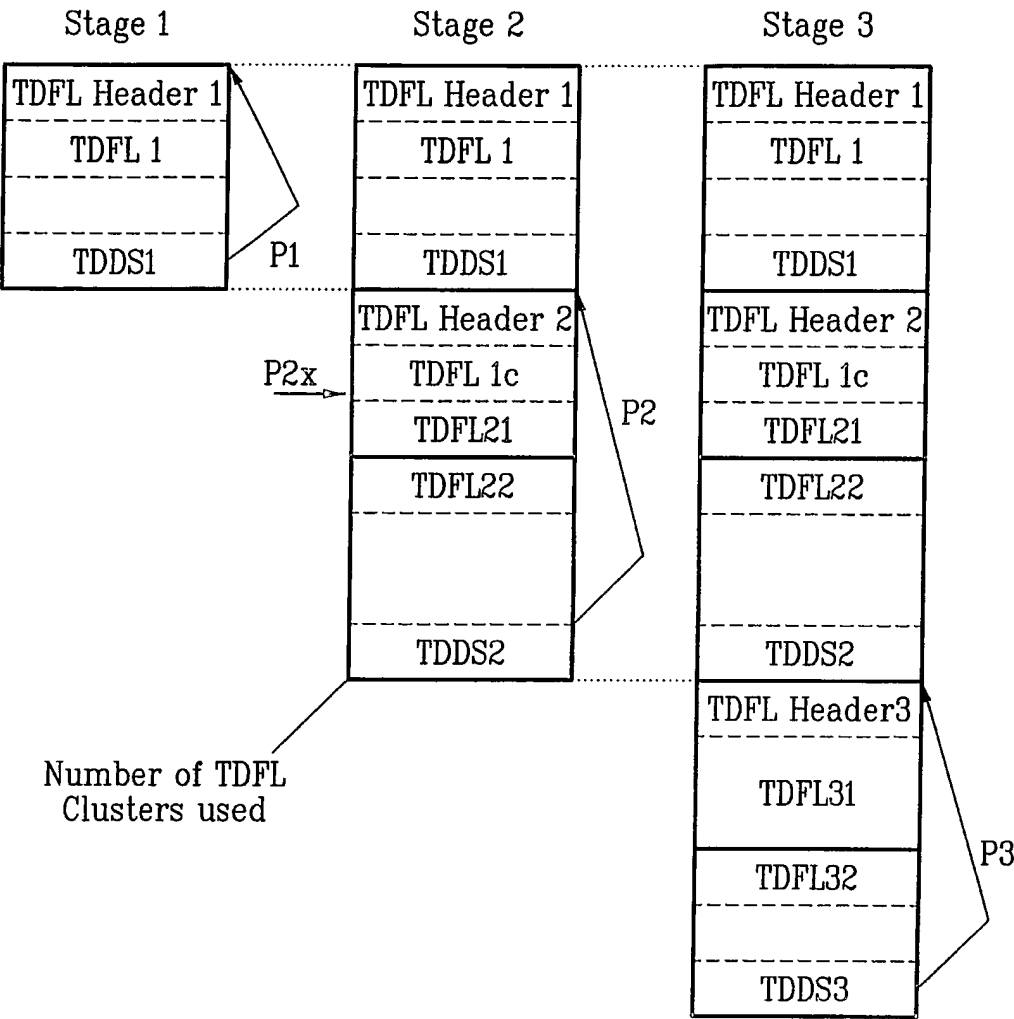 Stage 1
Stage 2
Stage 3
TDFL Header 1
TDFL 1
TDDS1
P1
TDFL Header 1
TDFL 1
TDDS1
TDFL Header 2
TDFL 1c
TDFL21
TDFL22
TDDS2
P2x
P2
Number of TDFL
Clusters used
TDFL Header 1
TDFL 1
TDDS1
TDFL Header 2
TDFL 1c
TDFL21
TDFL22
TDDS2
TDFL Header3
TDFL31
TDFL32
TDDS3
P3